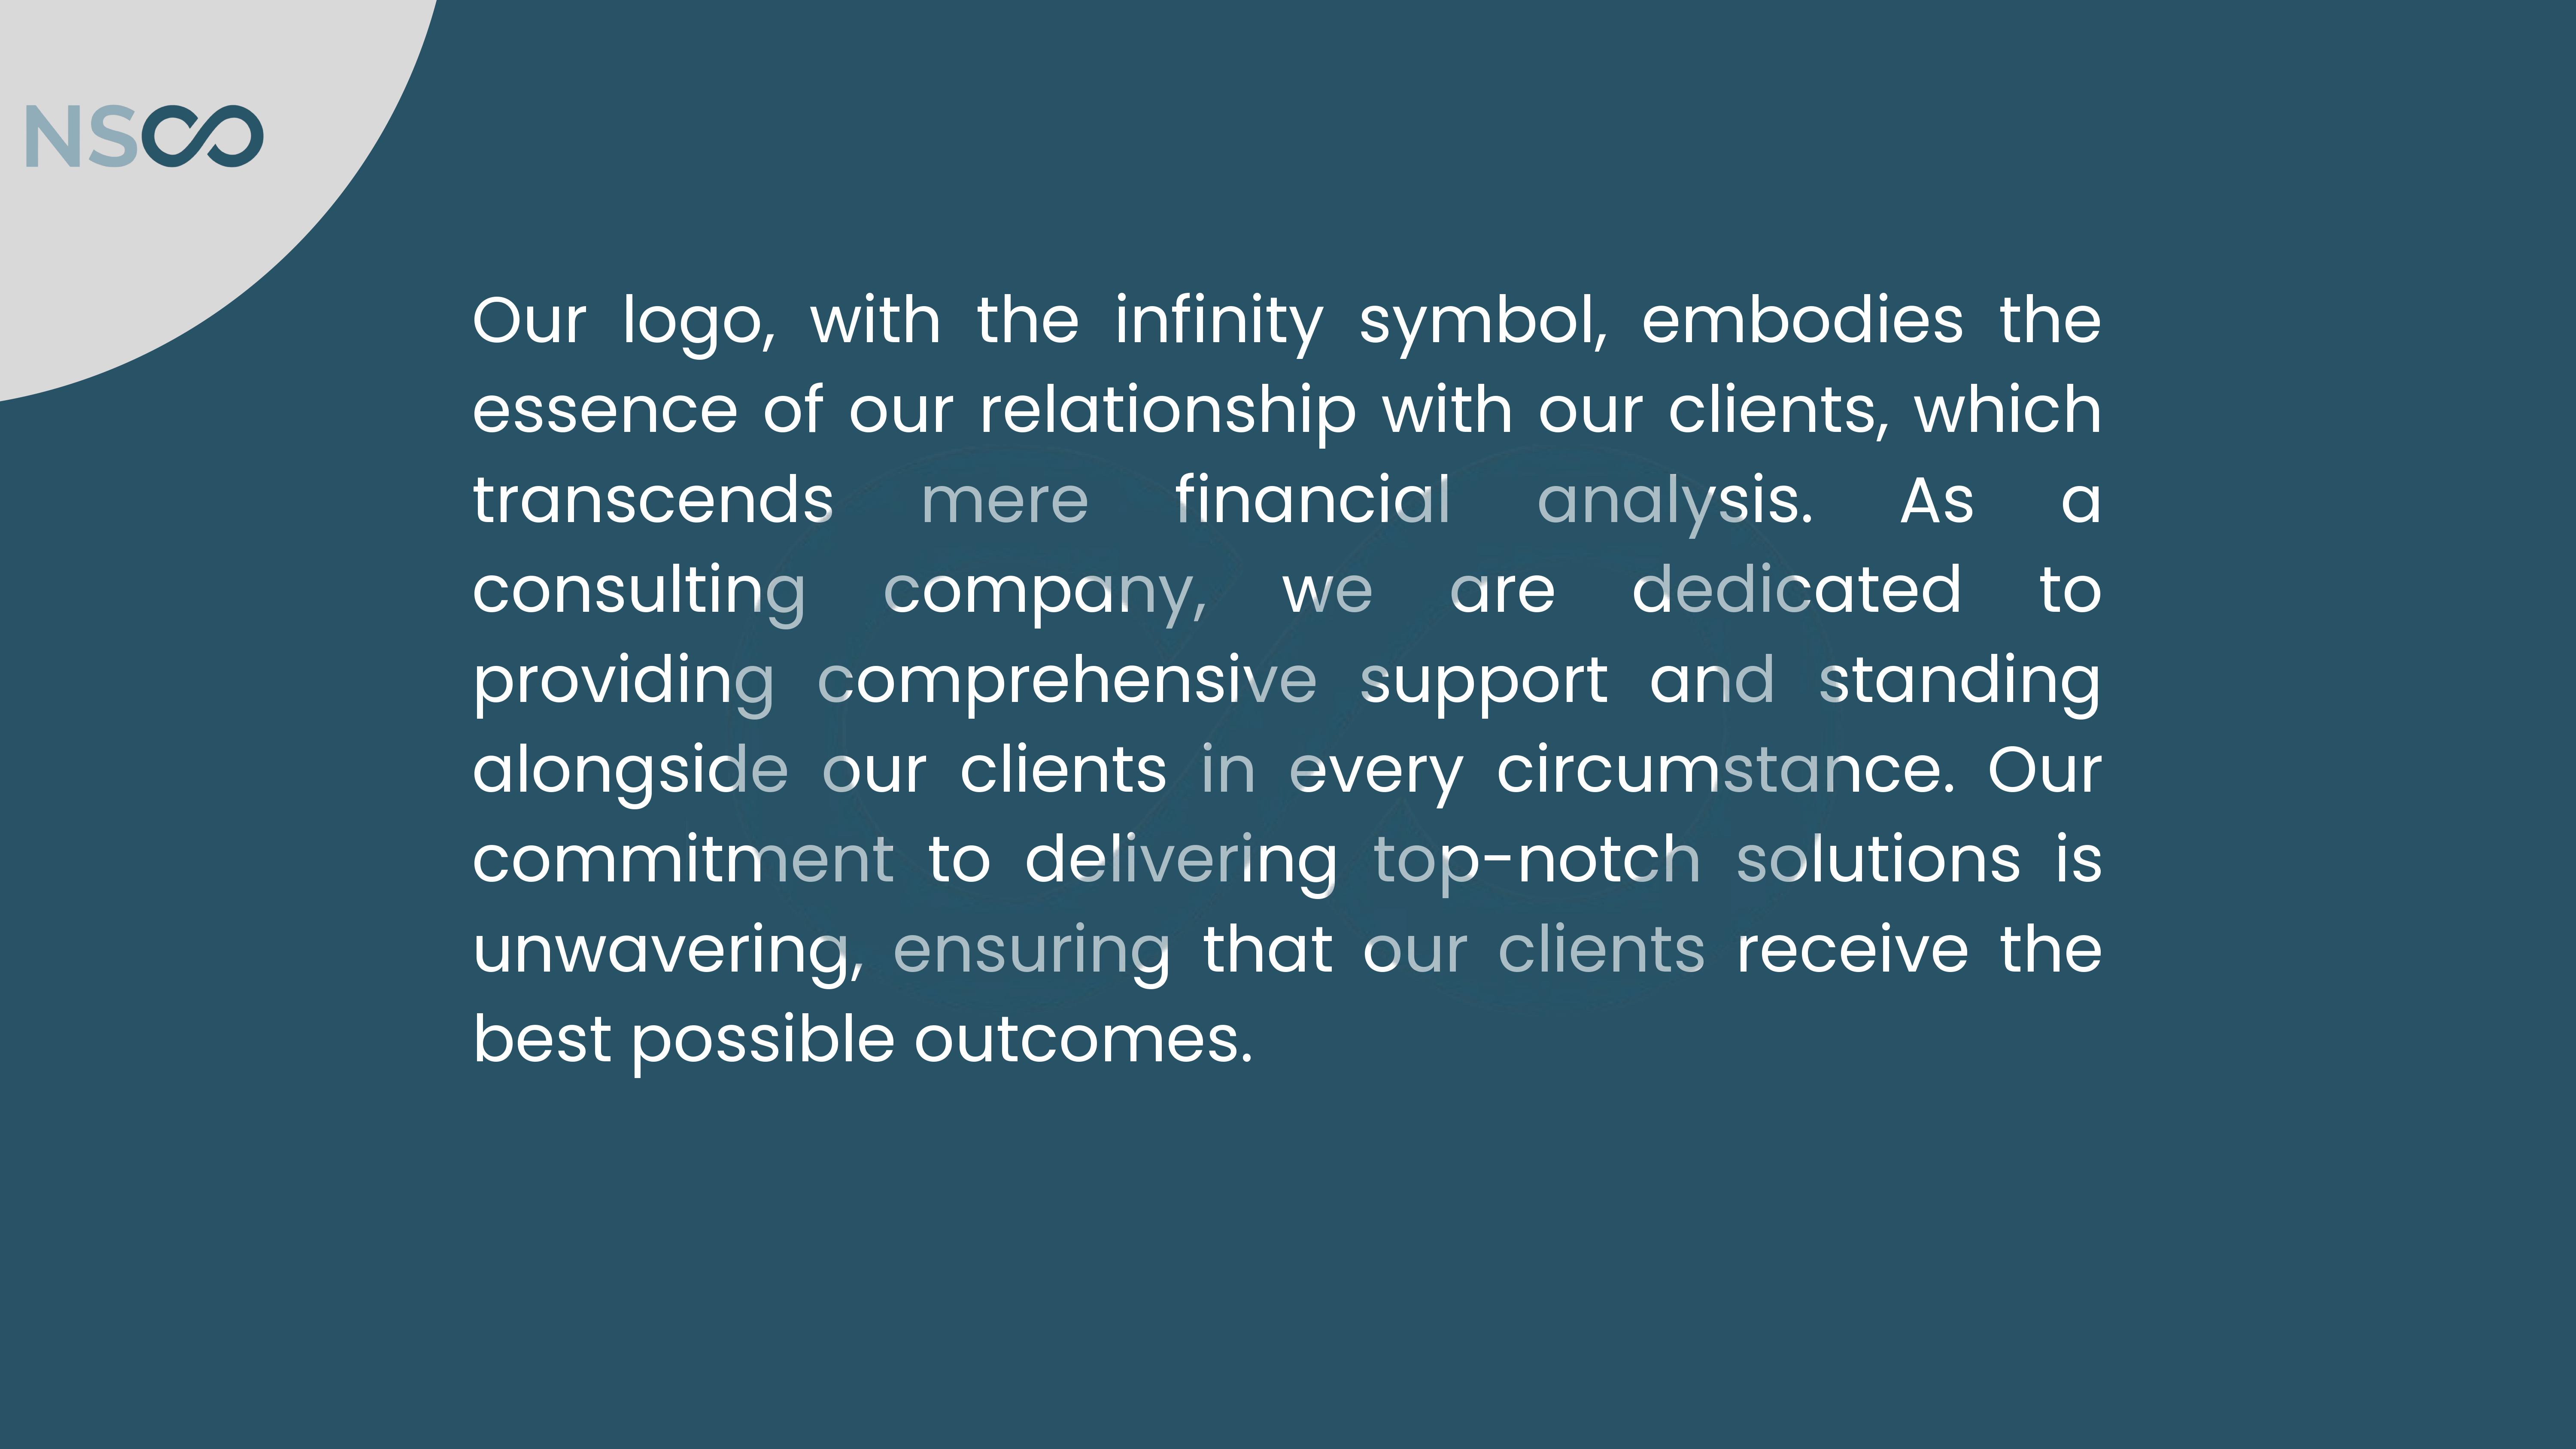 NSCO
Our logo, with the infinity symbol, embodies the
essence of our relationship with our clients, which
transcends mere financial analysis. As a
consulting company, we are dedicated to
providing comprehensive support and standing
alongside our clients in every circumstance. Our
commitment to delivering top-notch solutions is
unwavering, ensuring that our clients receive the
best possible outcomes.